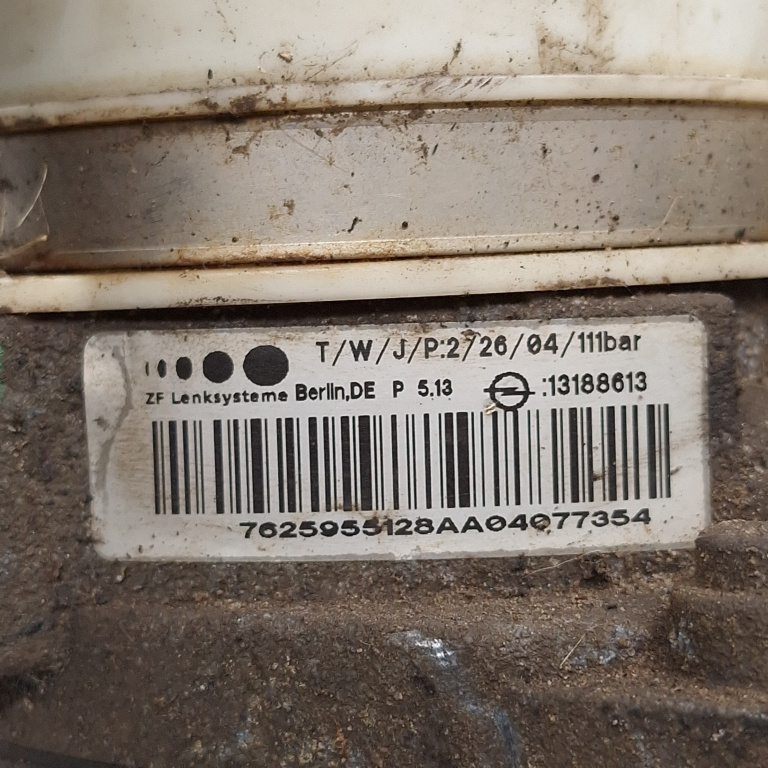 T/W/J/P:2/26/04/111bar
ZF Lenksysteme Berlin,DE P 5.13 :13188613
7625955128AA04077354